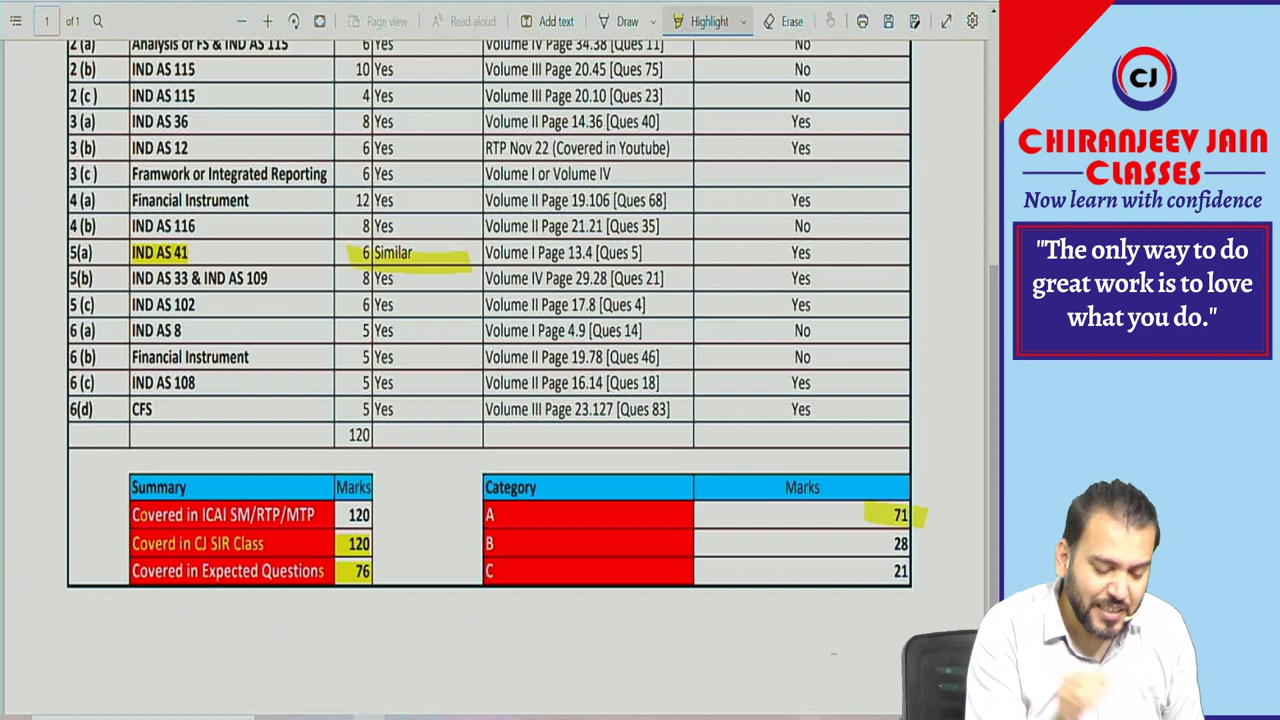 1 of 1 Page view Read aloud Add text Draw Highlight Erase
2 (a) Analysis of FS & IND AS 115 6 Yes Volume IV Page 34.38 [Ques 11] No
2 (b) IND AS 115 10 Yes Volume III Page 20.45 [Ques 75] No
2 (c ) IND AS 115 4 Yes Volume III Page 20.10 [Ques 23] No
3 (a) IND AS 36 8 Yes Volume II Page 14.36 [Ques 40] Yes
3 (b) IND AS 12 6 Yes RTP Nov 22 (Covered in Youtube) Yes
3 (c ) Framwork or Integrated Reporting 6 Yes Volume I or Volume IV
4 (a) Financial Instrument 12 Yes Volume II Page 19.106 [Ques 68] Yes
4 (b) IND AS 116 8 Yes Volume II Page 21.21 [Ques 35] No
5(a) IND AS 41 6 Similar Volume I Page 13.4 [Ques 5] Yes
5(b) IND AS 33 & IND AS 109 8 Yes Volume IV Page 29.28 [Ques 21] Yes
5 (c) IND AS 102 6 Yes Volume II Page 17.8 [Ques 4] Yes
6 (a) IND AS 8 5 Yes Volume I Page 4.9 [Ques 14] No
6 (b) Financial Instrument 5 Yes Volume II Page 19.78 [Ques 46] No
6 (c) IND AS 108 5 Yes Volume II Page 16.14 [Ques 18] Yes
6(d) CFS 5 Yes Volume III Page 23.127 [Ques 83] Yes
120
Summary Marks Category Marks
Covered in ICAI SM/RTP/MTP 120 A 71
Coverd in CJ SIR Class 120 B 28
Covered in Expected Questions 76 C 21
CJ
CHIRANJEEV JAIN
CLASSES
Now learn with confidence
"The only way to do
great work is to love
what you do."